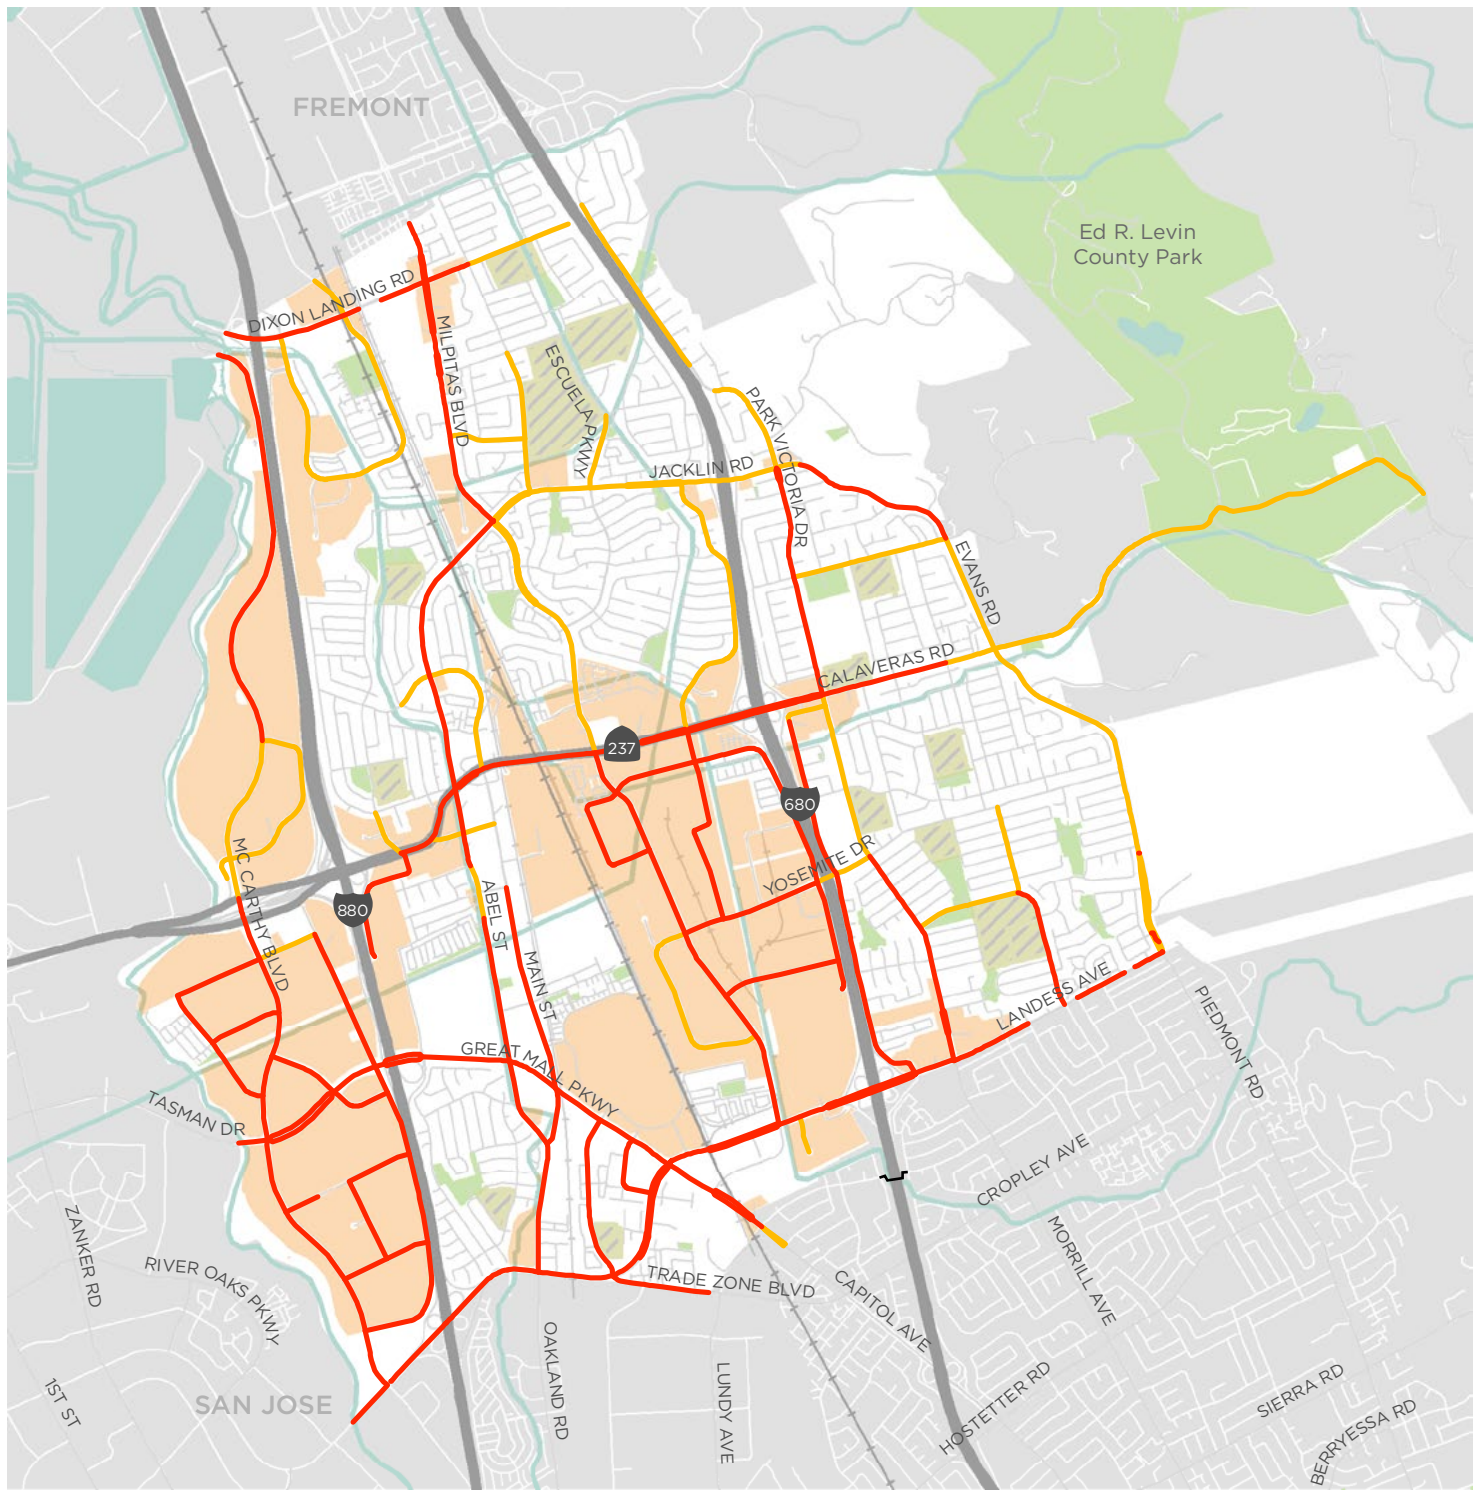 FREMONT
Ed R. Levin
County Park
DIXON LANDING RD
MILPITAS BLVD
ESCUELA PKWY
PARK VICTORIA DR
JACKLIN RD
EVANS RD
CALAVERAS RD
237
680
YOSEMITE DR
MC CARTHY BLVD
880
ABEL ST
MAIN ST
LANDESS AVE
PIEDMONT RD
GREAT MALL PKWY
TASMAN DR
CROPLEY AVE
ZANKER RD
RIVER OAKS PKWY
MORRILL AVE
TRADE ZONE BLVD
CAPITOL AVE
OAKLAND RD
LUNDY AVE
HOSTETTER RD
SIERRA RD
1ST ST
SAN JOSE
BERRYESSA RD